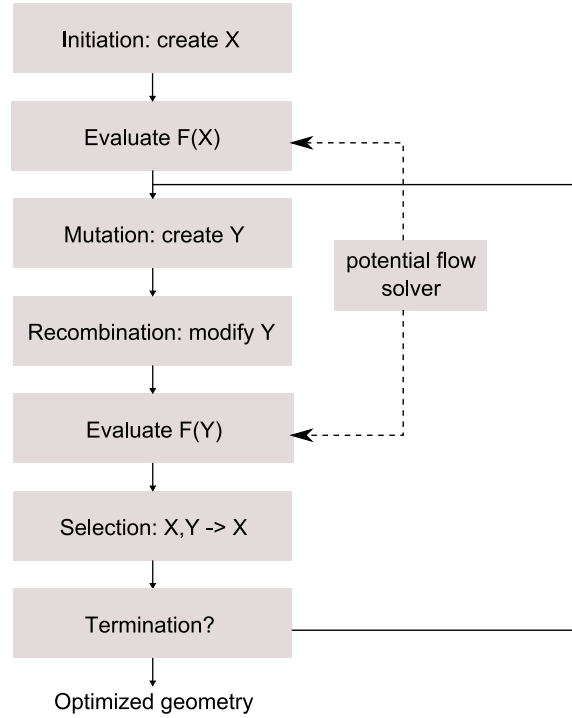 Initiation: create X
Evaluate F(X)
Mutation: create Y
potential flow
solver
Recombination: modify Y
Evaluate F(Y)
Selection: X,Y -> X
Termination?
Optimized geometry